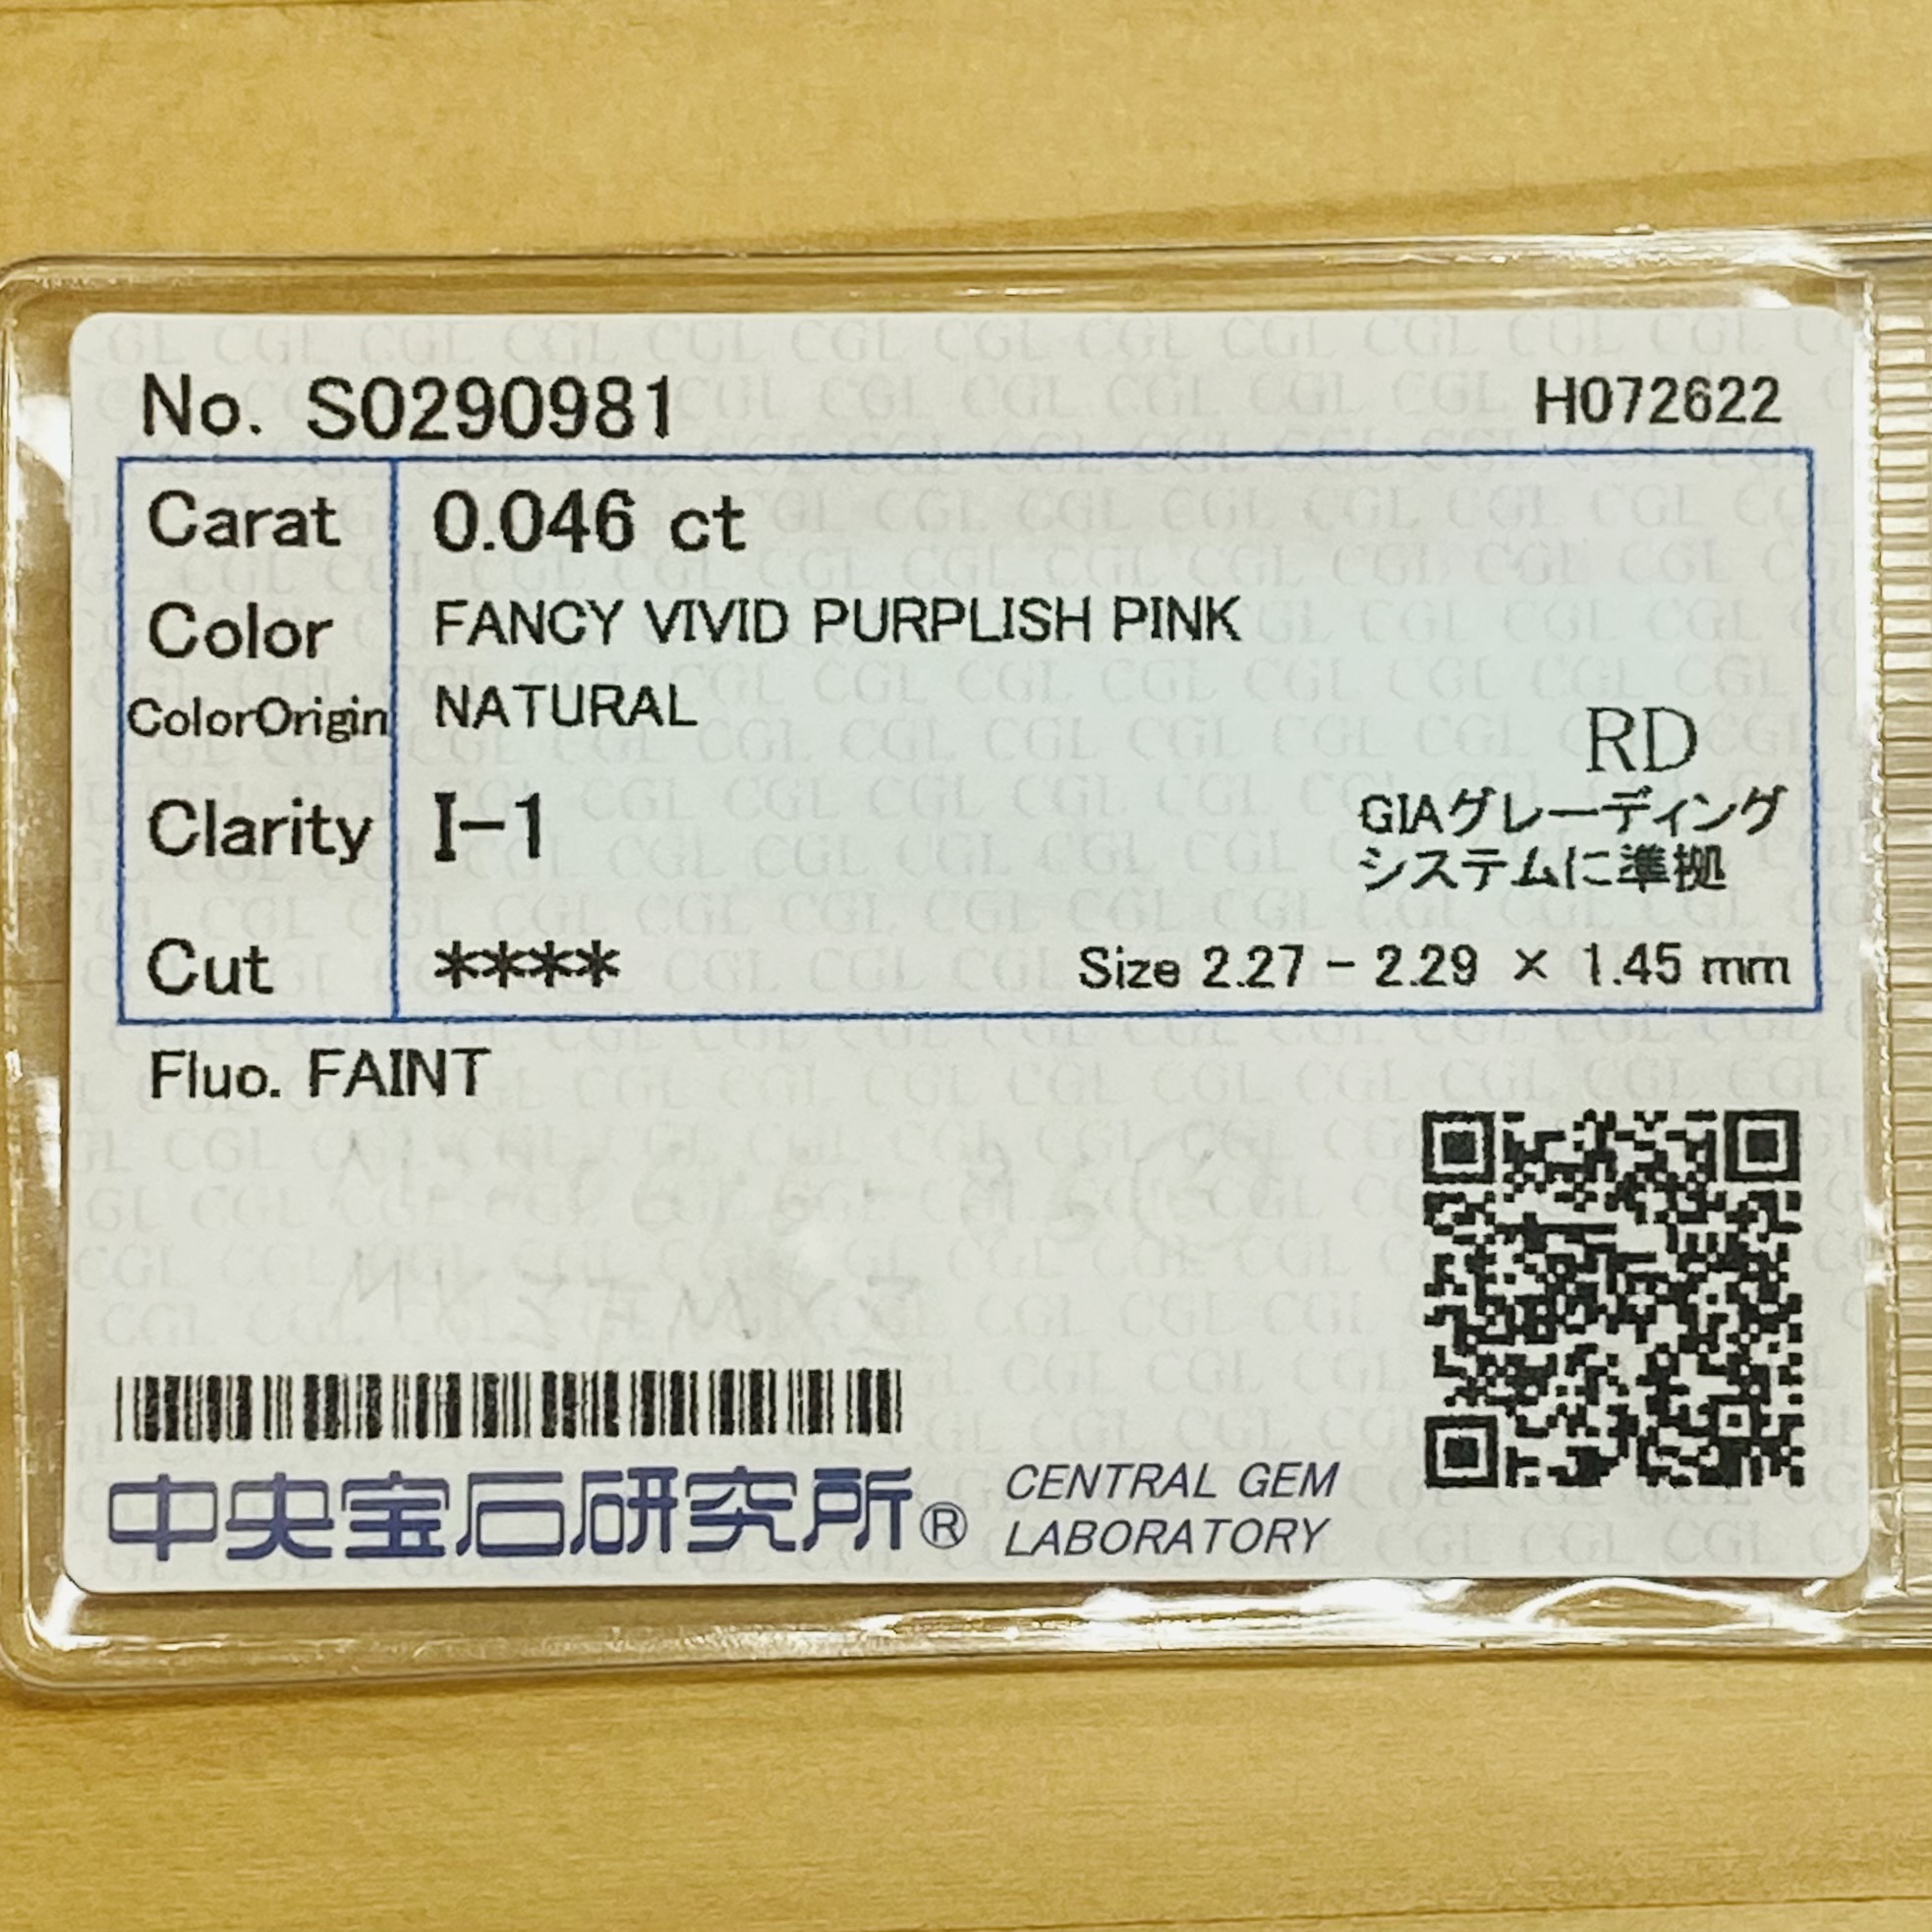 No. S0290981 H072622
Carat 0.046 ct
Color FANCY VIVID PURPLISH PINK
ColorOrigin NATURAL
RD
Clarity I-1
GIAグレーディング
システムに準拠
Cut **** Size 2.27 - 2.29 × 1.45 mm
Fluo. FAINT
中央宝石研究所® CENTRAL GEM
LABORATORY